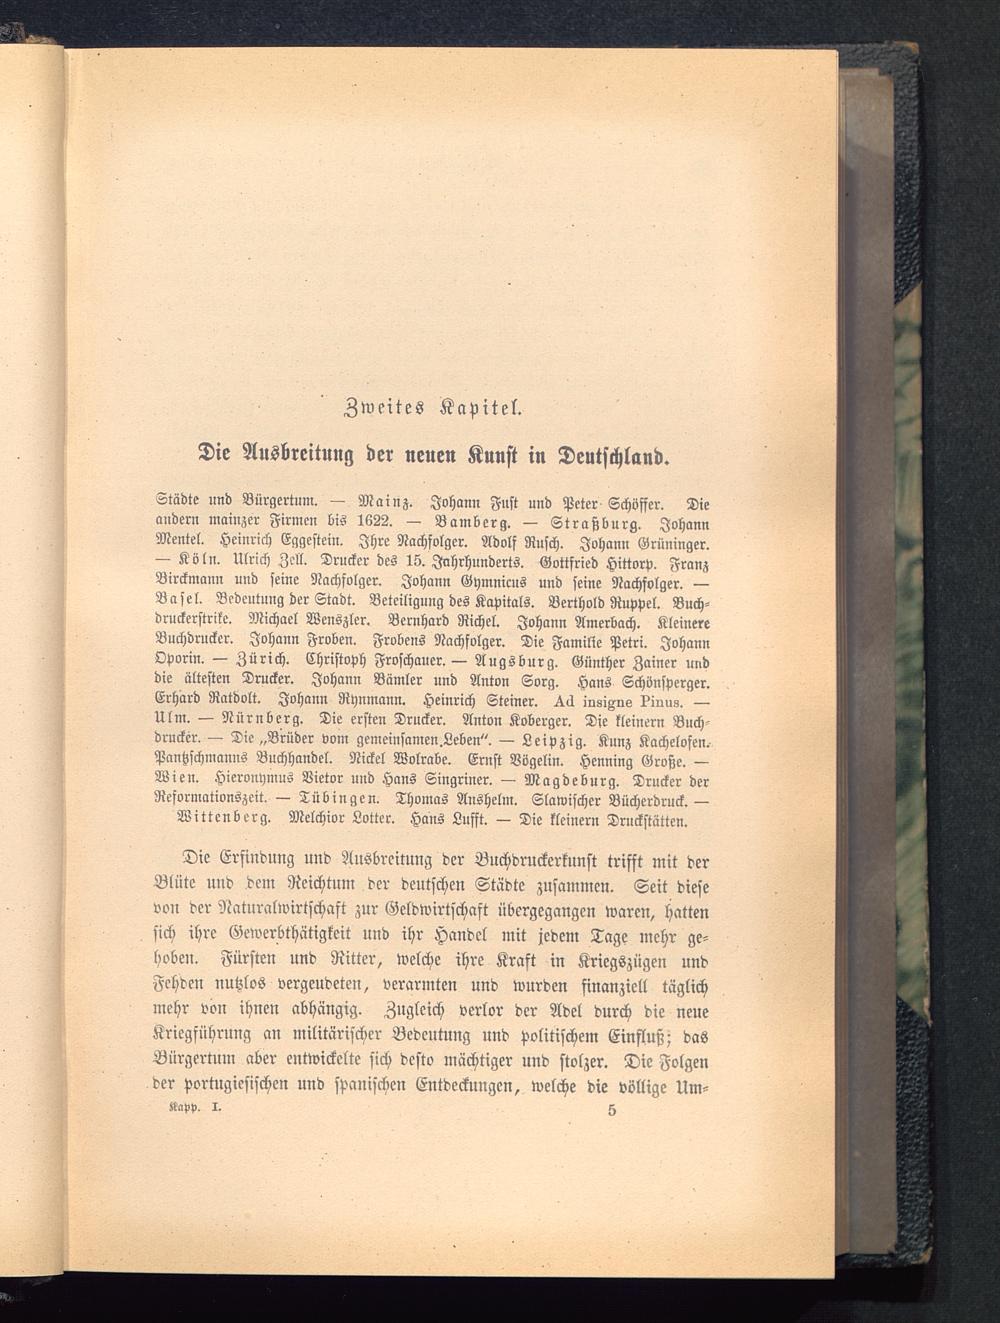 Zweites Kapitel.
Die Ausbreitung der neuen Kunst in Deutschland.
Städte und Bürgertum. — Mainz. Johann Fust und Peter Schöffer. Die
andern mainzer Firmen bis 1622. — Bamberg. — Straßburg. Johann
Mentel. Heinrich Eggestein. Ihre Nachfolger. Adolf Rusch. Johann Grüninger.
— Köln. Ulrich Zell. Drucker des 15. Jahrhunderts. Gottfried Hittorp. Franz
Birckmann und seine Nachfolger. Johann Gymnicus und seine Nachfolger. —
Basel. Bedeutung der Stadt. Beteiligung des Kapitals. Berthold Ruppel. Buch-
druckerstrike. Michael Wenszler. Bernhard Richel. Johann Amerbach. Kleinere
Buchdrucker. Johann Froben. Frobens Nachfolger. Die Familie Petri. Johann
Oporin. — Zürich. Christoph Froschauer. — Augsburg. Günther Zainer und
die ältesten Drucker. Johann Bämler und Anton Sorg. Hans Schönsperger.
Erhard Ratdolt. Johann Rynmann. Heinrich Steiner. Ad insigne Pinus. —
Ulm. — Nürnberg. Die ersten Drucker. Anton Koberger. Die kleinern Buch-
drucker. — Die „Brüder vom gemeinsamen Leben“. — Leipzig. Kunz Kachelofen.
Pantzschmanns Buchhandel. Nickel Wolrabe. Ernst Vögelin. Henning Große. —
Wien. Hieronymus Vietor und Hans Singriner. — Magdeburg. Drucker der
Reformationszeit. — Tübingen. Thomas Anshelm. Slawischer Bücherdruck. —
Wittenberg. Melchior Lotter. Hans Lufft. — Die kleinern Druckstätten.
Die Erfindung und Ausbreitung der Buchdruckerkunst trifft mit der
Blüte und dem Reichtum der deutschen Städte zusammen. Seit diese
von der Naturalwirtschaft zur Geldwirtschaft übergegangen waren, hatten
sich ihre Gewerbthätigkeit und ihr Handel mit jedem Tage mehr ge-
hoben. Fürsten und Ritter, welche ihre Kraft in Kriegszügen und
Fehden nutzlos vergeudeten, verarmten und wurden finanziell täglich
mehr von ihnen abhängig. Zugleich verlor der Adel durch die neue
Kriegführung an militärischer Bedeutung und politischem Einfluß; das
Bürgertum aber entwickelte sich desto mächtiger und stolzer. Die Folgen
der portugiesischen und spanischen Entdeckungen, welche die völlige Um-
Kapp. I. 5